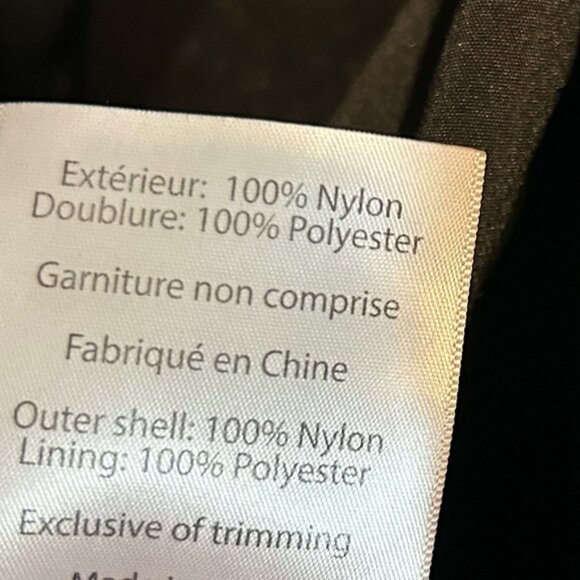 Extérieur: 100% Nylon
Doublure: 100% Polyester
Garniture non comprise
Fabriqué en Chine
Outer shell: 100% Nylon
Lining: 100% Polyester
Exclusive of trimming